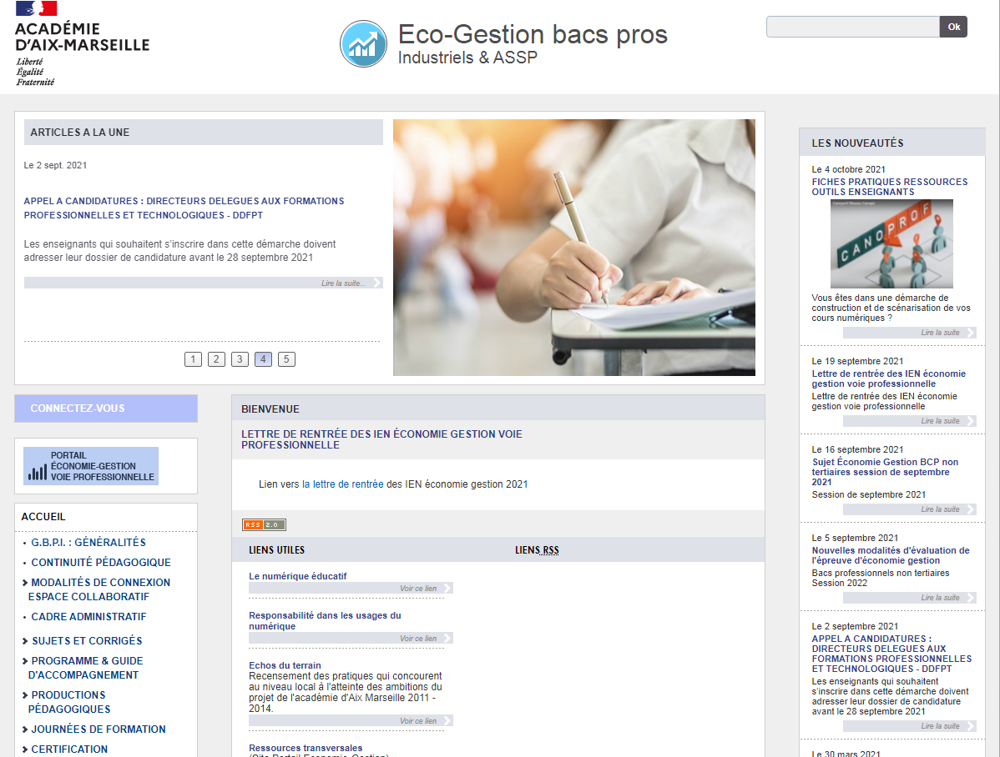 ACADÉMIE
D'AIX-MARSEILLE
Liberté
Égalité
Fraternité
Eco-Gestion bacs pros
Industriels & ASSP
Ok
ARTICLES A LA UNE
Le 2 sept. 2021
APPEL A CANDIDATURES : DIRECTEURS DELEGUES AUX FORMATIONS
PROFESSIONNELLES ET TECHNOLOGIQUES - DDFPT
Les enseignants qui souhaitent s'inscrire dans cette démarche doivent
adresser leur dossier de candidature avant le 28 septembre 2021
Lire la suite...
1 2 3 4 5
CONNECTEZ-VOUS
PORTAIL
ÉCONOMIE-GESTION
VOIE PROFESSIONNELLE
ACCUEIL
G.B.P.I. : GÉNÉRALITÉS
CONTINUITÉ PÉDAGOGIQUE
MODALITÉS DE CONNEXION
ESPACE COLLABORATIF
CADRE ADMINISTRATIF
SUJETS ET CORRIGÉS
PROGRAMME & GUIDE
D'ACCOMPAGNEMENT
PRODUCTIONS
PÉDAGOGIQUES
JOURNÉES DE FORMATION
CERTIFICATION
BIENVENUE
LETTRE DE RENTRÉE DES IEN ÉCONOMIE GESTION VOIE
PROFESSIONNELLE
Lien vers la lettre de rentrée des IEN économie gestion 2021
RSS 2.0
LIENS UTILES
LIENS RSS
Le numérique éducatif
Voir ce lien
Responsabilité dans les usages du
numérique
Voir ce lien
Echos du terrain
Recensement des pratiques qui concourent
au niveau local à l'atteinte des ambitions du
projet de l'académie d'Aix Marseille 2011 -
2014.
Voir ce lien
Ressources transversales
(Site Portail Economie-Gestion)
LES NOUVEAUTÉS
Le 4 octobre 2021
FICHES PRATIQUES RESSOURCES
OUTILS ENSEIGNANTS
CANOPROF
Vous êtes dans une démarche de
construction et de scénarisation de vos
cours numériques ?
Lire la suite
Le 19 septembre 2021
Lettre de rentrée des IEN économie
gestion voie professionnelle
Lettre de rentrée des IEN économie
gestion voie professionnelle
Lire la suite
Le 16 septembre 2021
Sujet Économie Gestion BCP non
tertiaires session de septembre
2021
Session de septembre 2021
Lire la suite
Le 5 septembre 2021
Nouvelles modalités d'évaluation de
l'épreuve d'économie gestion
Bacs professionnels non tertiaires
Session 2022
Lire la suite
Le 2 septembre 2021
APPEL A CANDIDATURES :
DIRECTEURS DELEGUES AUX
FORMATIONS PROFESSIONNELLES
ET TECHNOLOGIQUES - DDFPT
Les enseignants qui souhaitent
s'inscrire dans cette démarche doivent
adresser leur dossier de candidature
avant le 28 septembre 2021
Lire la suite
Le 30 mars 2021